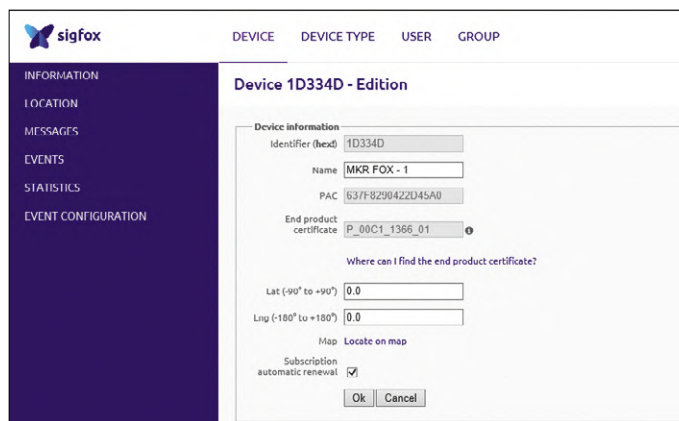 sigfox
DEVICE DEVICE TYPE USER GROUP
INFORMATION
LOCATION
MESSAGES
EVENTS
STATISTICS
EVENT CONFIGURATION
Device 1D334D - Edition
Device information
Identifier (hex!) 1D334D
Name MKR FOX - 1
PAC 637F8290422D45A0
End product
certificate P_00C1_1366_01
Where can I find the end product certificate?
Lat (-90° to +90°) 0.0
Lng (-180° to +180°) 0.0
Map Locate on map
Subscription
automatic renewal
Ok Cancel